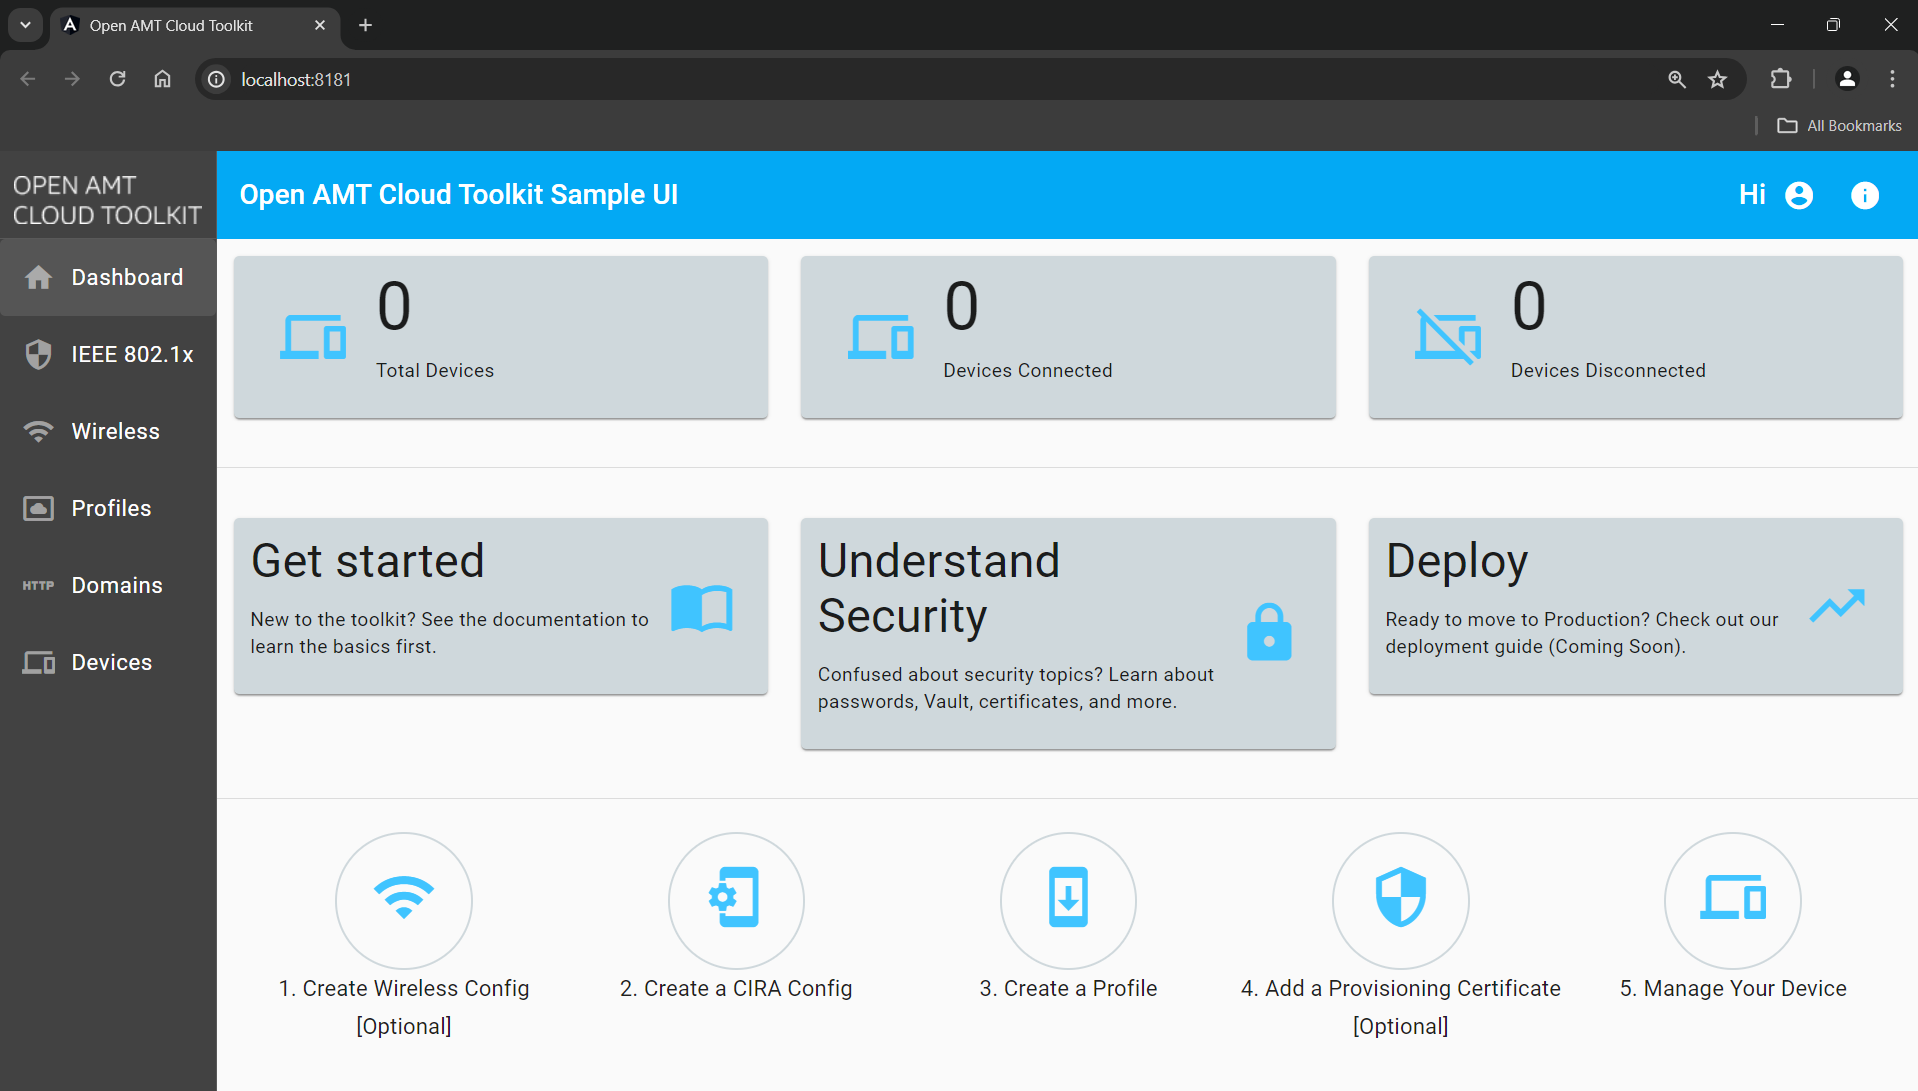 Open AMT Cloud Toolkit
localhost:8181
All Bookmarks
OPEN AMT
CLOUD TOOLKIT
Open AMT Cloud Toolkit Sample UI
Hi
Dashboard
IEEE 802.1x
Wireless
Profiles
HTTP Domains
Devices
0
Total Devices
0
Devices Connected
0
Devices Disconnected
Get started
New to the toolkit? See the documentation to
learn the basics first.
Understand
Security
Confused about security topics? Learn about
passwords, Vault, certificates, and more.
Deploy
Ready to move to Production? Check out our
deployment guide (Coming Soon).
1. Create Wireless Config
[Optional]
2. Create a CIRA Config
3. Create a Profile
4. Add a Provisioning Certificate
[Optional]
5. Manage Your Device